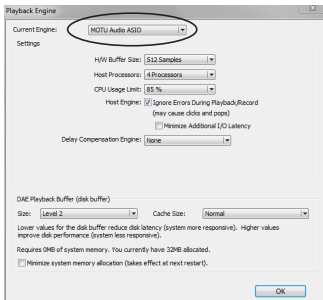 Playback Engine
Current Engine: MOTU Audio ASIO
Settings
H/W Buffer Size: 512 Samples
Host Processors: 4 Processors
CPU Usage Limit: 85 %
Host Engine: Ignore Errors During Playback/Record
(may cause clicks and pops)
Minimize Additional I/O Latency
Delay Compensation Engine: None
DAE Playback Buffer (disk buffer)
Size: Level 2 Cache Size: Normal
Lower values for the disk buffer reduce disk latency (system more responsive). Higher values
improve disk performance (system less responsive).
Requires 0MB of system memory. You currently have 32MB allocated.
Minimize system memory allocation (takes effect at next restart).
OK